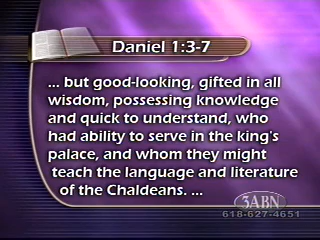 Daniel 1:3-7
... but good-looking, gifted in all
wisdom, possessing knowledge
and quick to understand, who
had ability to serve in the king's
palace, and whom they might
teach the language and literature
of the Chaldeans. ...
3ABN
618-627-4651